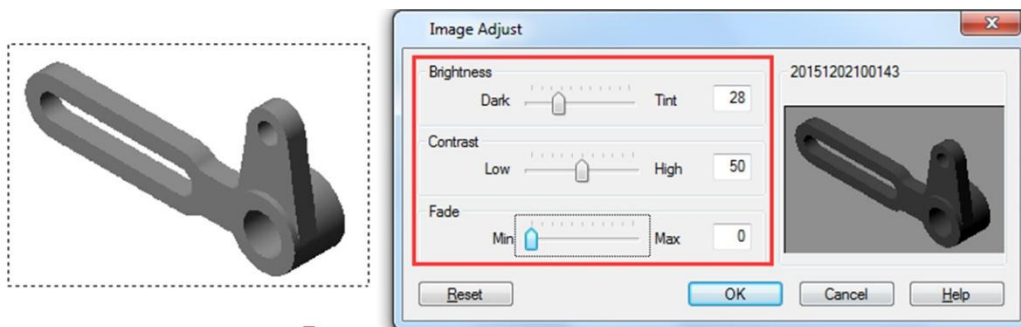 Image Adjust
Brightness
Dark Tint 28
Contrast
Low High 50
Fade
Min Max 0
20151202100143
Reset OK Cancel Help